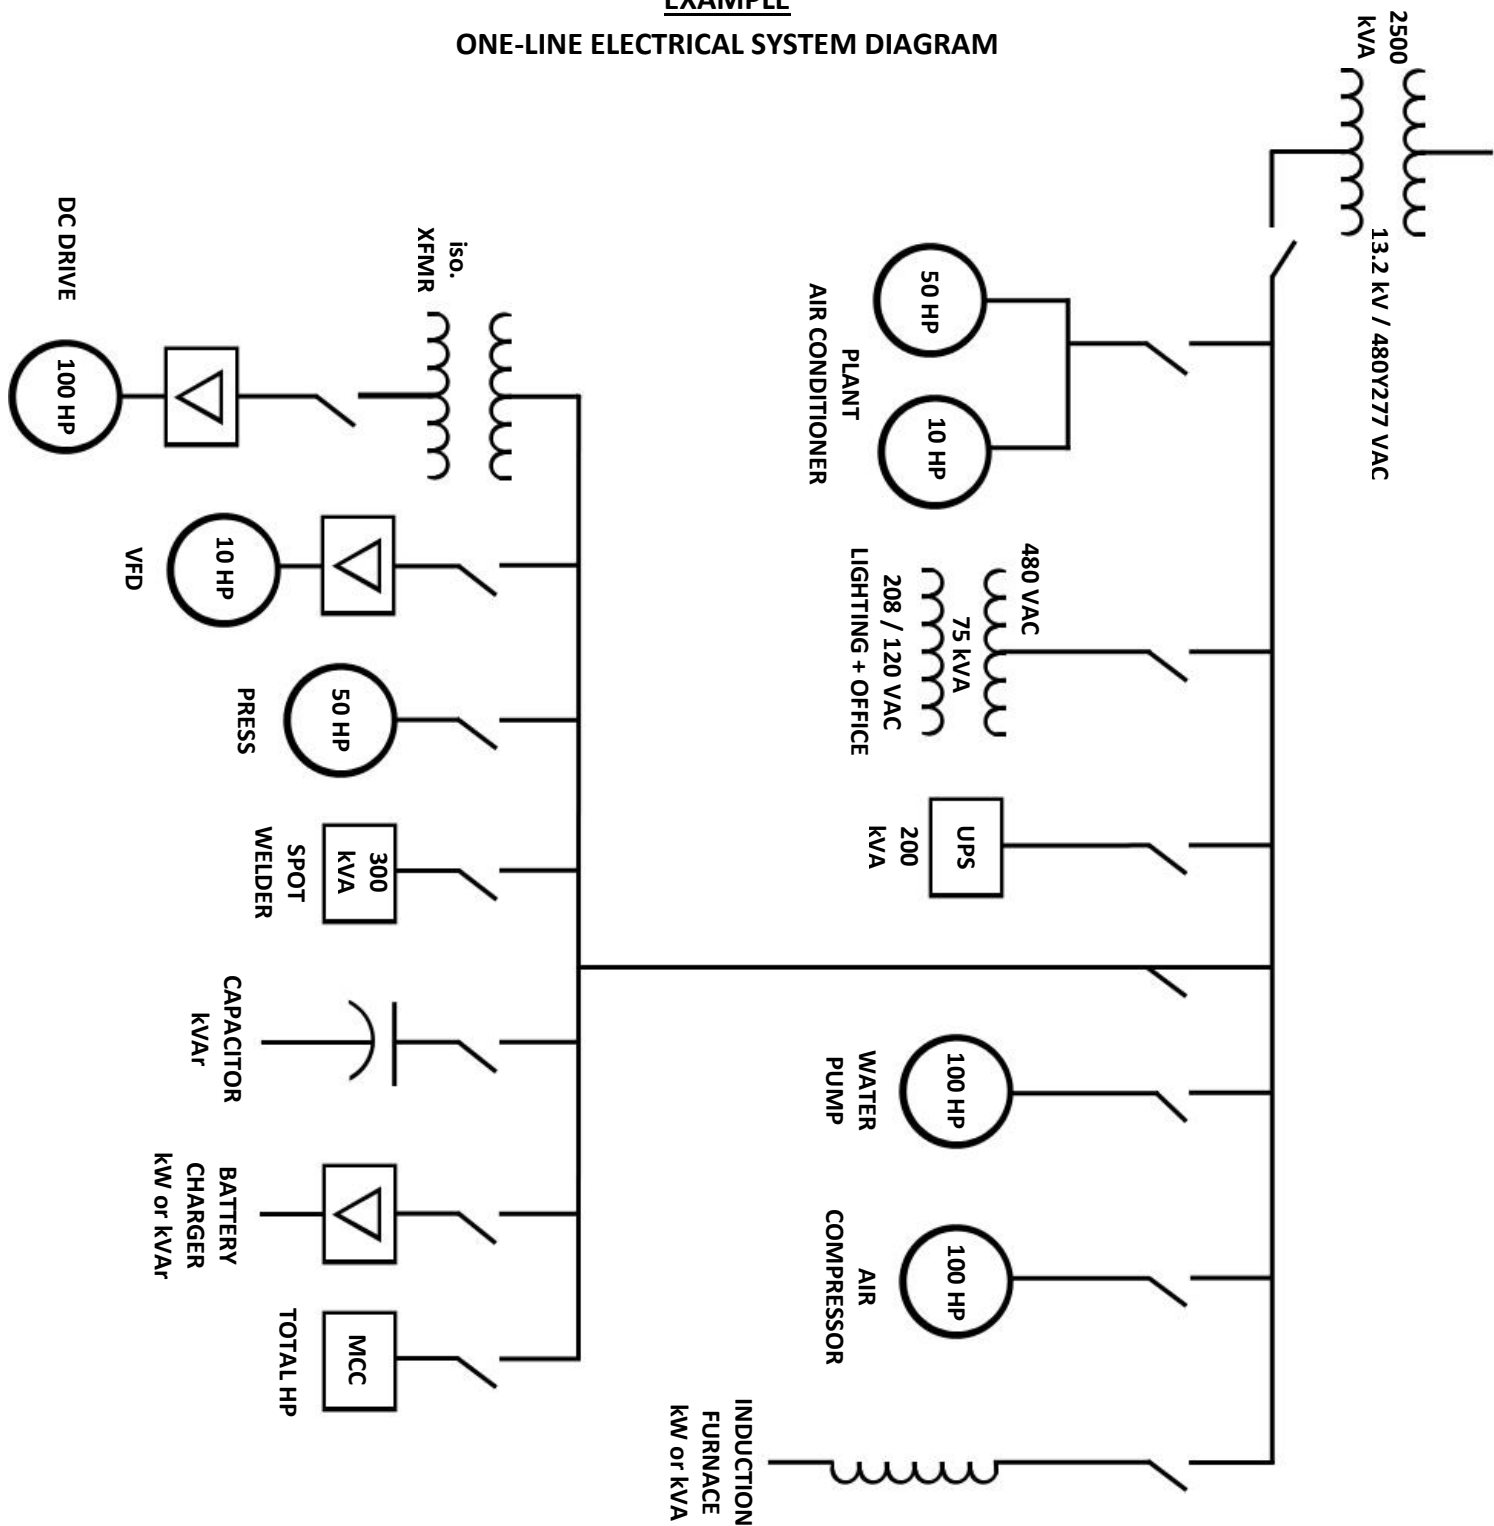 EXAMPLE
ONE-LINE ELECTRICAL SYSTEM DIAGRAM
2500
kVA
13.2 kV / 480Y277 VAC
50 HP
10 HP
PLANT
AIR CONDITIONER
480 VAC
75 kVA
208 / 120 VAC
LIGHTING + OFFICE
UPS
200
kVA
100 HP
WATER
PUMP
100 HP
AIR
COMPRESSOR
INDUCTION
FURNACE
kW or kVA
iso.
XFMR
100 HP
DC DRIVE
10 HP
VFD
50 HP
PRESS
300
kVA
SPOT
WELDER
CAPACITOR
kVAr
BATTERY
CHARGER
kW or kVAr
MCC
TOTAL HP